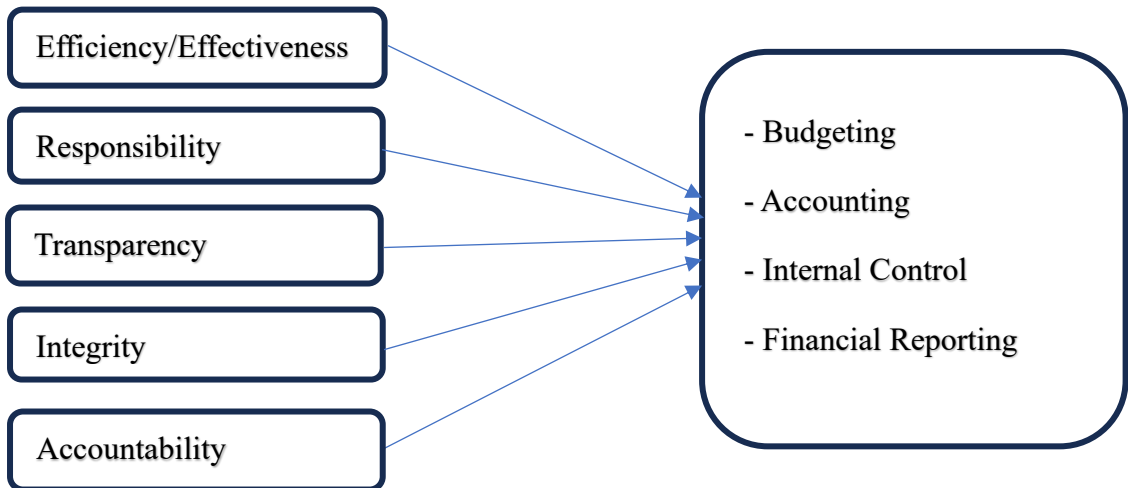 Efficiency/Effectiveness
Responsibility
Transparency
Integrity
Accountability
- Budgeting
- Accounting
- Internal Control
- Financial Reporting